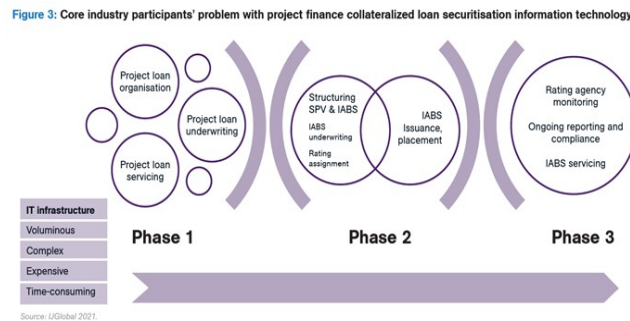 Figure 3: Core industry participants' problem with project finance collateralized loan securitisation information technology
Project loan
organisation
Project loan
underwriting
Project loan
servicing
Structuring
SPV & IABS
IABS
underwriting
Rating
assignment
IABS
Issuance,
placement
Rating agency
monitoring
Ongoing reporting and
compliance
IABS servicing
Phase 1
Phase 2
Phase 3
IT infrastructure
Voluminous
Complex
Expensive
Time-consuming
Source: IJGlobal 2021.